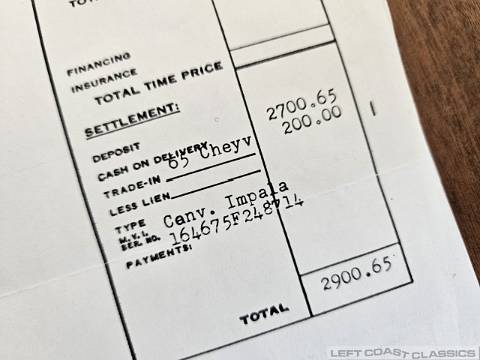 FINANCING
INSURANCE
TOTAL TIME PRICE
SETTLEMENT:
DEPOSIT
CASH ON DELIVERY 2700.65
TRADE-IN 65 Cheyv 200.00
LESS LIEN
TYPE Canv. Impala
M.V.I. SER. NO. 164675F248714
PAYMENTS:
TOTAL 2900.65
LEFT COAST CLASSICS